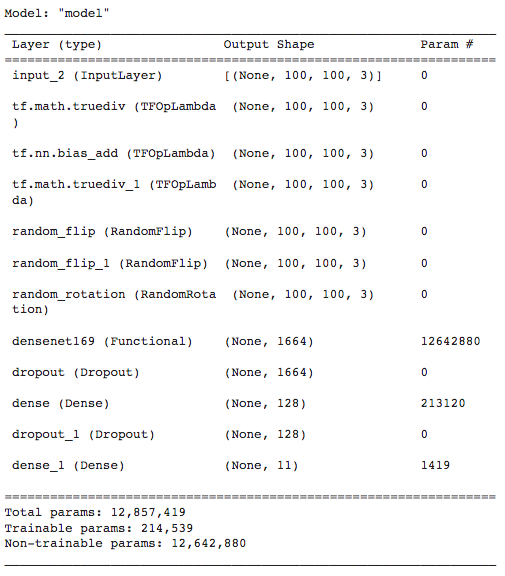 Model: "model"
Layer (type) Output Shape Param #
input_2 (InputLayer) [(None, 100, 100, 3)] 0
tf.math.truediv (TFOpLambda (None, 100, 100, 3) 0
)
tf.nn.bias_add (TFOpLambda) (None, 100, 100, 3) 0
tf.math.truediv_1 (TFOpLamb (None, 100, 100, 3) 0
da)
random_flip (RandomFlip) (None, 100, 100, 3) 0
random_flip_1 (RandomFlip) (None, 100, 100, 3) 0
random_rotation (RandomRota (None, 100, 100, 3) 0
tion)
densenet169 (Functional) (None, 1664) 12642880
dropout (Dropout) (None, 1664) 0
dense (Dense) (None, 128) 213120
dropout_1 (Dropout) (None, 128) 0
dense_1 (Dense) (None, 11) 1419
Total params: 12,857,419
Trainable params: 214,539
Non-trainable params: 12,642,880